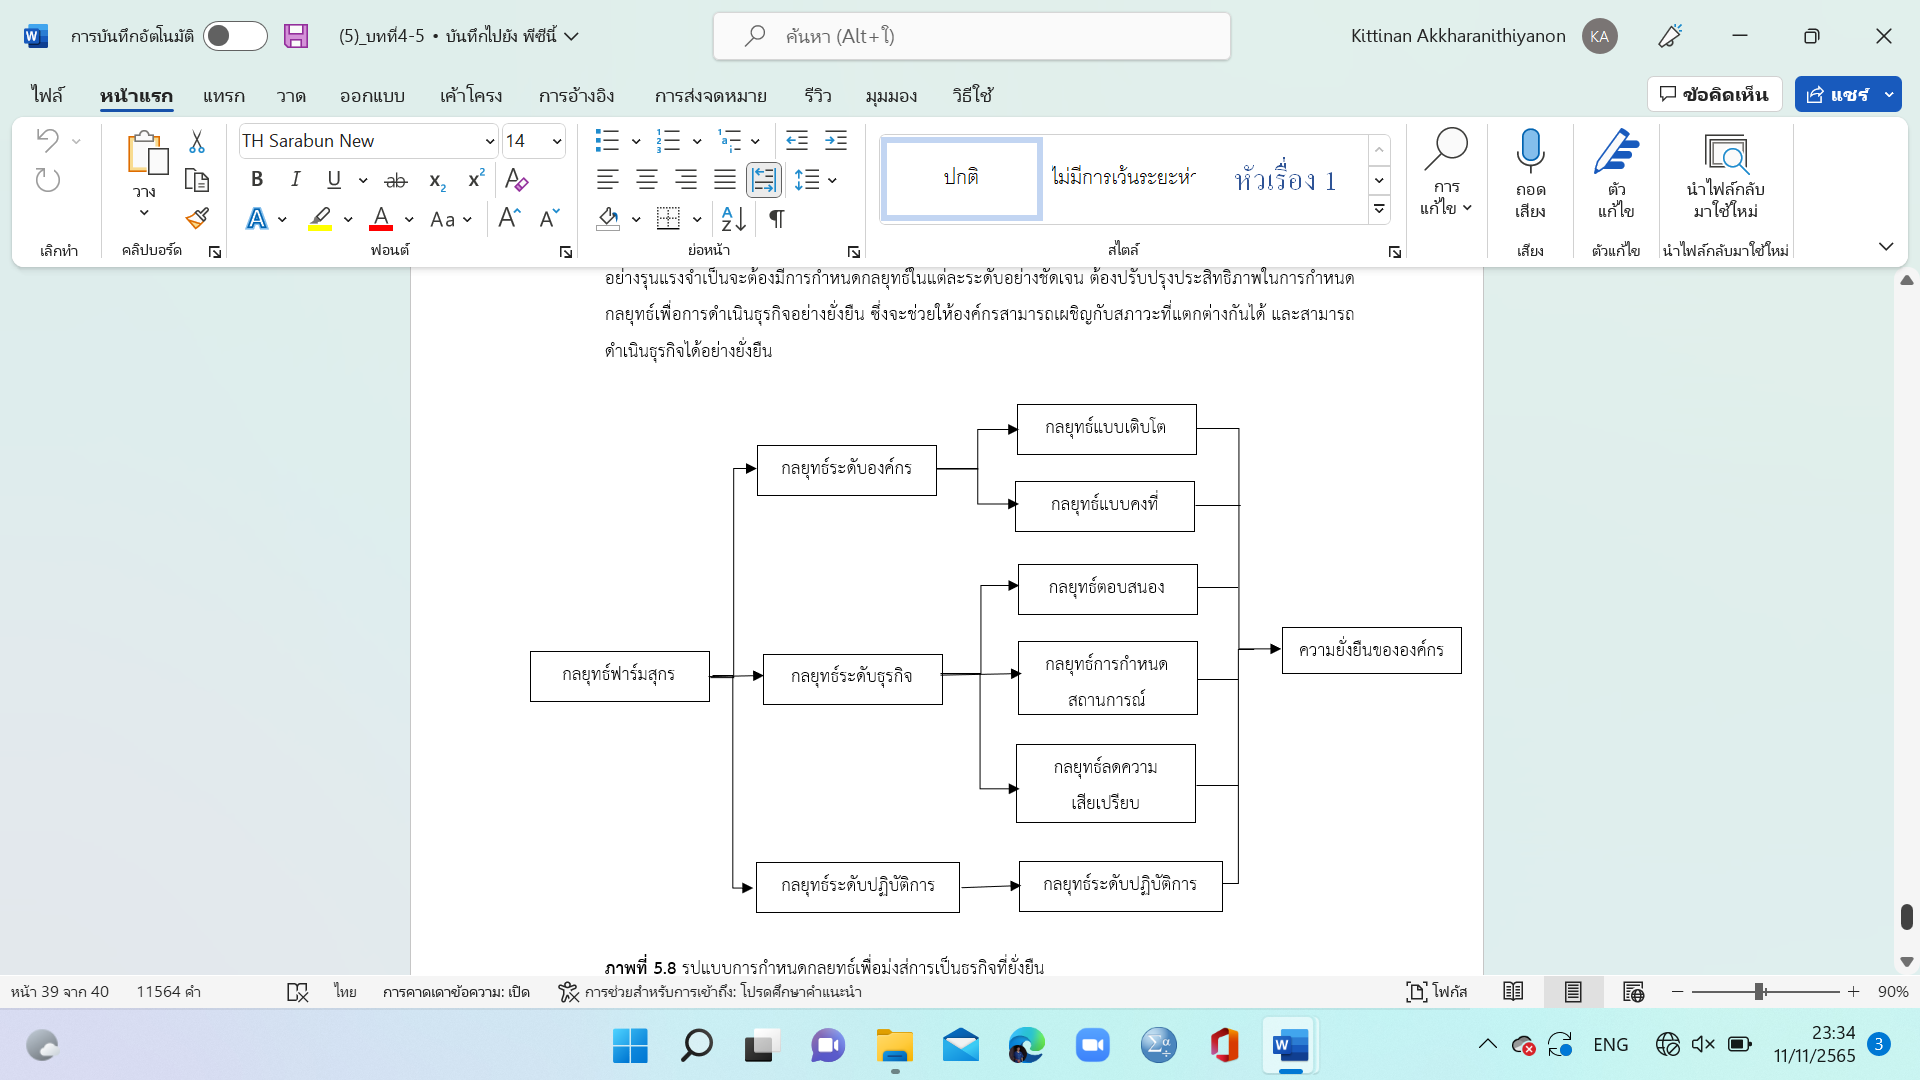 การบันทึกอัตโนมัติ
(5)_บทที่4-5 • บันทึกไปยัง พีซีนี้
ค้นหา (Alt+ใ)
Kittinan Akkharanithiyanon
KA
ไฟล์ หน้าแรก แทรก วาด ออกแบบ เค้าโครง การอ้างอิง การส่งจดหมาย รีวิว มุมมอง วิธีใช้
ข้อคิดเห็น
แชร์
วาง
TH Sarabun New 14
ปกติ
ไม่มีการเว้นระยะห่า
หัวเรื่อง 1
การ
แก้ไข
ถอด
เสียง
ตัว
แก้ไข
นำไฟล์กลับ
มาใช้ใหม่
เลิกทำ คลิปบอร์ด ฟอนต์ ย่อหน้า สไตล์ เสียง ตัวแก้ไข นำไฟล์กลับมาใช้ใหม่
อย่างรุนแรงจำเป็นจะต้องมีการกำหนดกลยุทธ์ในแต่ละระดับอย่างชัดเจน ต้องปรับปรุงประสิทธิภาพในการกำหนด
กลยุทธ์เพื่อการดำเนินธุรกิจอย่างยั่งยืน ซึ่งจะช่วยให้องค์กรสามารถเผชิญกับสภาวะที่แตกต่างกันได้ และสามารถ
ดำเนินธุรกิจได้อย่างยั่งยืน
กลยุทธ์แบบเติบโต
กลยุทธ์ระดับองค์กร
กลยุทธ์แบบคงที่
กลยุทธ์ตอบสนอง
ความยั่งยืนขององค์กร
กลยุทธ์ฟาร์มสุกร
กลยุทธ์ระดับธุรกิจ
กลยุทธ์การกำหนด
สถานการณ์
กลยุทธ์ลดความ
เสียเปรียบ
กลยุทธ์ระดับปฏิบัติการ
กลยุทธ์ระดับปฏิบัติการ
ภาพที่ 5.8 รูปแบบการกำหนดกลยุทธ์เพื่อมุ่งสู่การเป็นธุรกิจที่ยั่งยืน
หน้า 39 จาก 40 11564 คำ ไทย การคาดเดาข้อความ: เปิด การช่วยสำหรับการเข้าถึง: โปรดศึกษาคำแนะนำ โฟกัส 90%
ENG
23:34
11/11/2565
3